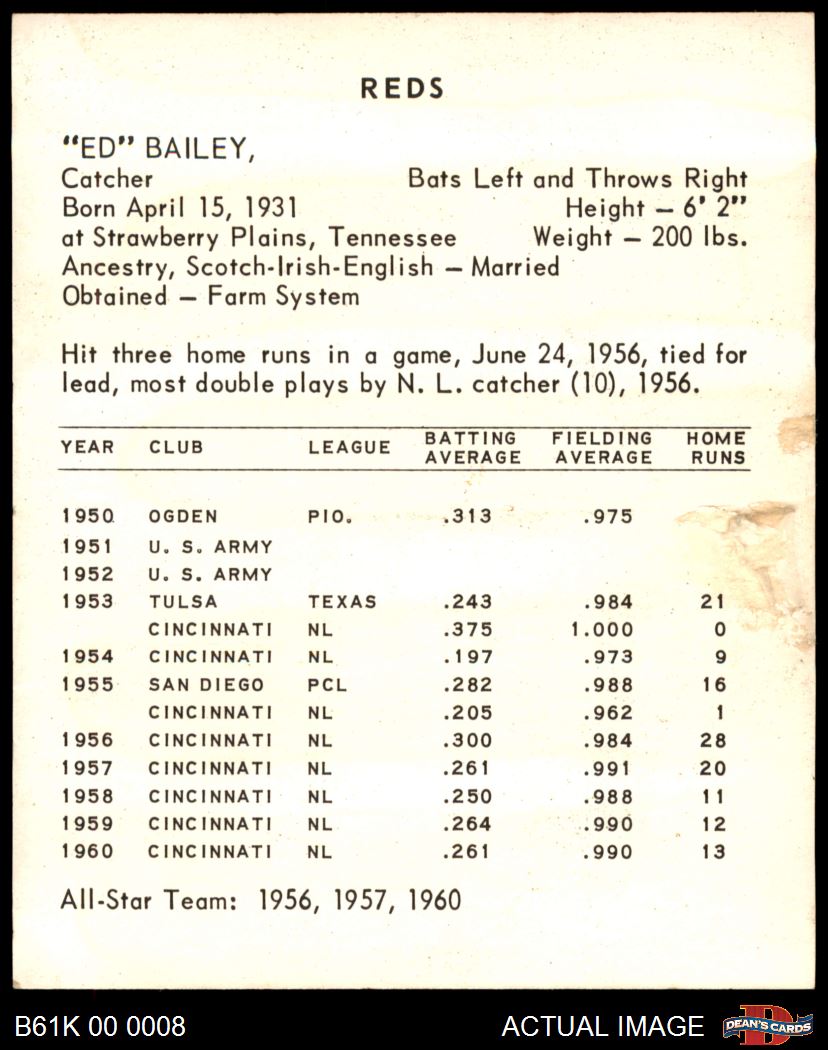 REDS
"ED" BAILEY,
Catcher Bats Left and Throws Right
Born April 15, 1931 Height – 6' 2"
at Strawberry Plains, Tennessee Weight – 200 lbs.
Ancestry, Scotch-Irish-English – Married
Obtained – Farm System
Hit three home runs in a game, June 24, 1956, tied for
lead, most double plays by N. L. catcher (10), 1956.
YEAR CLUB LEAGUE BATTING AVERAGE FIELDING AVERAGE HOME RUNS
1950 OGDEN PIO. .313 .975
1951 U. S. ARMY
1952 U. S. ARMY
1953 TULSA TEXAS .243 .984 21
CINCINNATI NL .375 1.000 0
1954 CINCINNATI NL .197 .973 9
1955 SAN DIEGO PCL .282 .988 16
CINCINNATI NL .205 .962 1
1956 CINCINNATI NL .300 .984 28
1957 CINCINNATI NL .261 .991 20
1958 CINCINNATI NL .250 .988 11
1959 CINCINNATI NL .264 .990 12
1960 CINCINNATI NL .261 .990 13
All-Star Team: 1956, 1957, 1960
B61K 00 0008 ACTUAL IMAGE DEAN'S CARDS